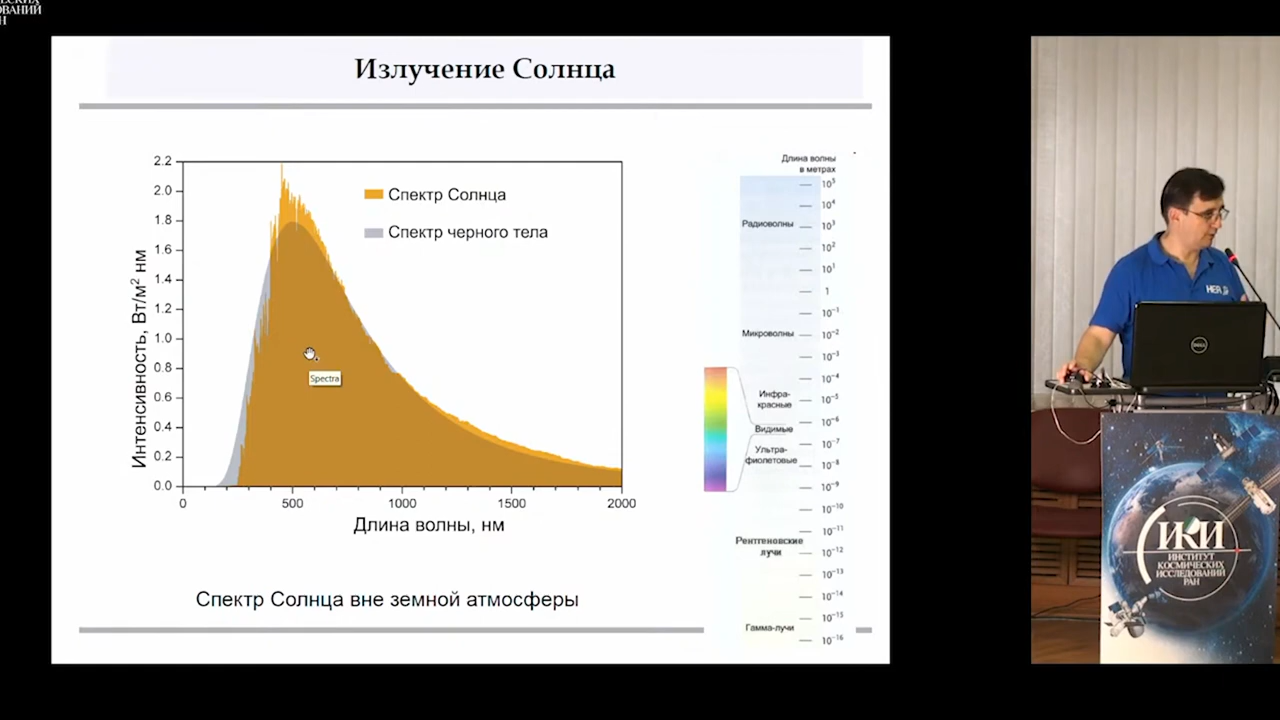 ОВАНИЙ
Н
Излучение Солнца
2.2
2.0
1.8
1.6
1.4
1.2
1.0
0.8
0.6
0.4
0.2
0.0
Интенсивность, Вт/м² нм
Спектр Солнца
Спектр черного тела
Spectra
0
500
1000
1500
2000
Длина волны, нм
Спектр Солнца вне земной атмосферы
Длина волны
в метрах
10⁵
10⁴
Радиоволны
10³
10²
10¹
1
10⁻¹
Микроволны
10⁻²
10⁻³
10⁻⁴
Инфра-
красные
10⁻⁵
10⁻⁶
Видимые
10⁻⁷
Ультра-
фиолетовые
10⁻⁸
10⁻⁹
10⁻¹⁰
10⁻¹¹
Рентгеновские
лучи
10⁻¹²
10⁻¹³
10⁻¹⁴
10⁻¹⁵
Гамма-лучи
10⁻¹⁶
DELL
ИКИ
ИНСТИТУТ
КОСМИЧЕСКИХ
ИССЛЕДОВАНИЙ
РАН